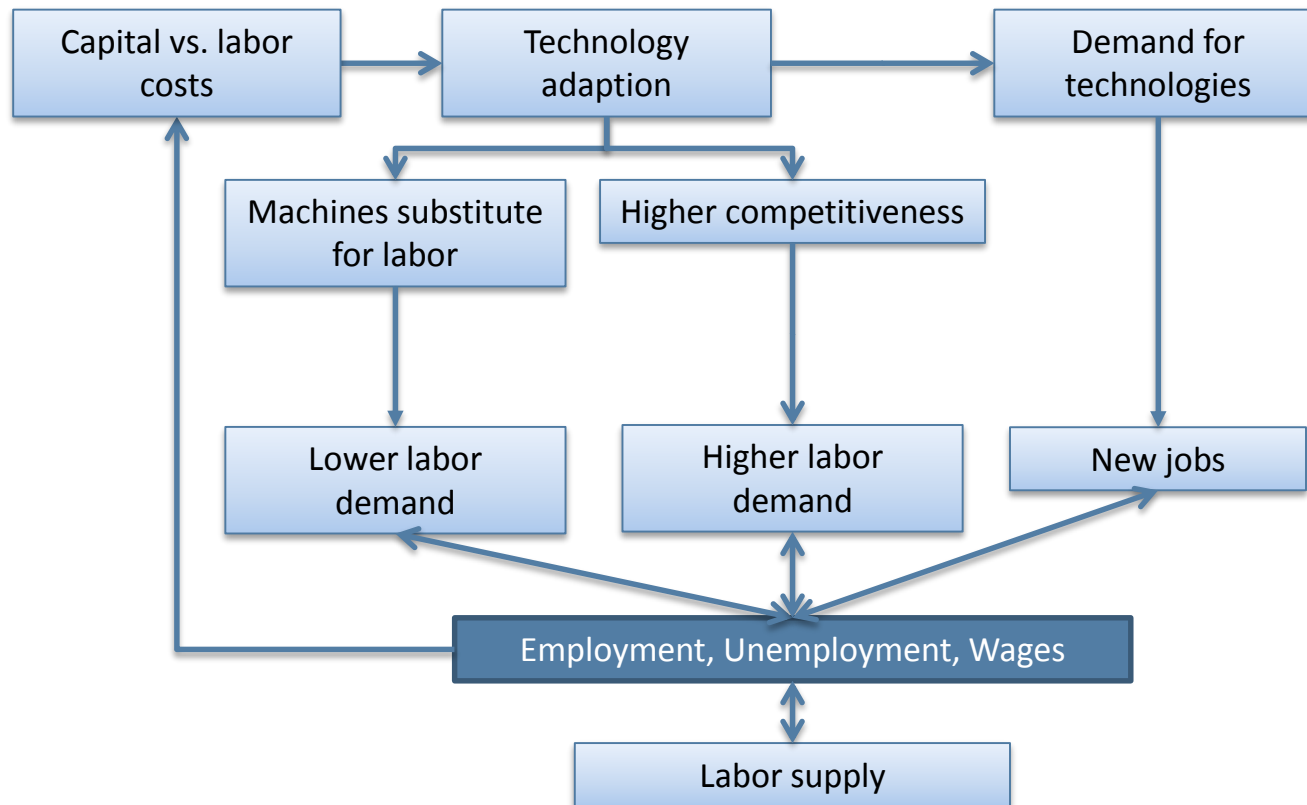 Capital vs. labor
costs
Technology
adaption
Demand for
technologies
Machines substitute
for labor
Higher competitiveness
Lower labor
demand
Higher labor
demand
New jobs
Employment, Unemployment, Wages
Labor supply